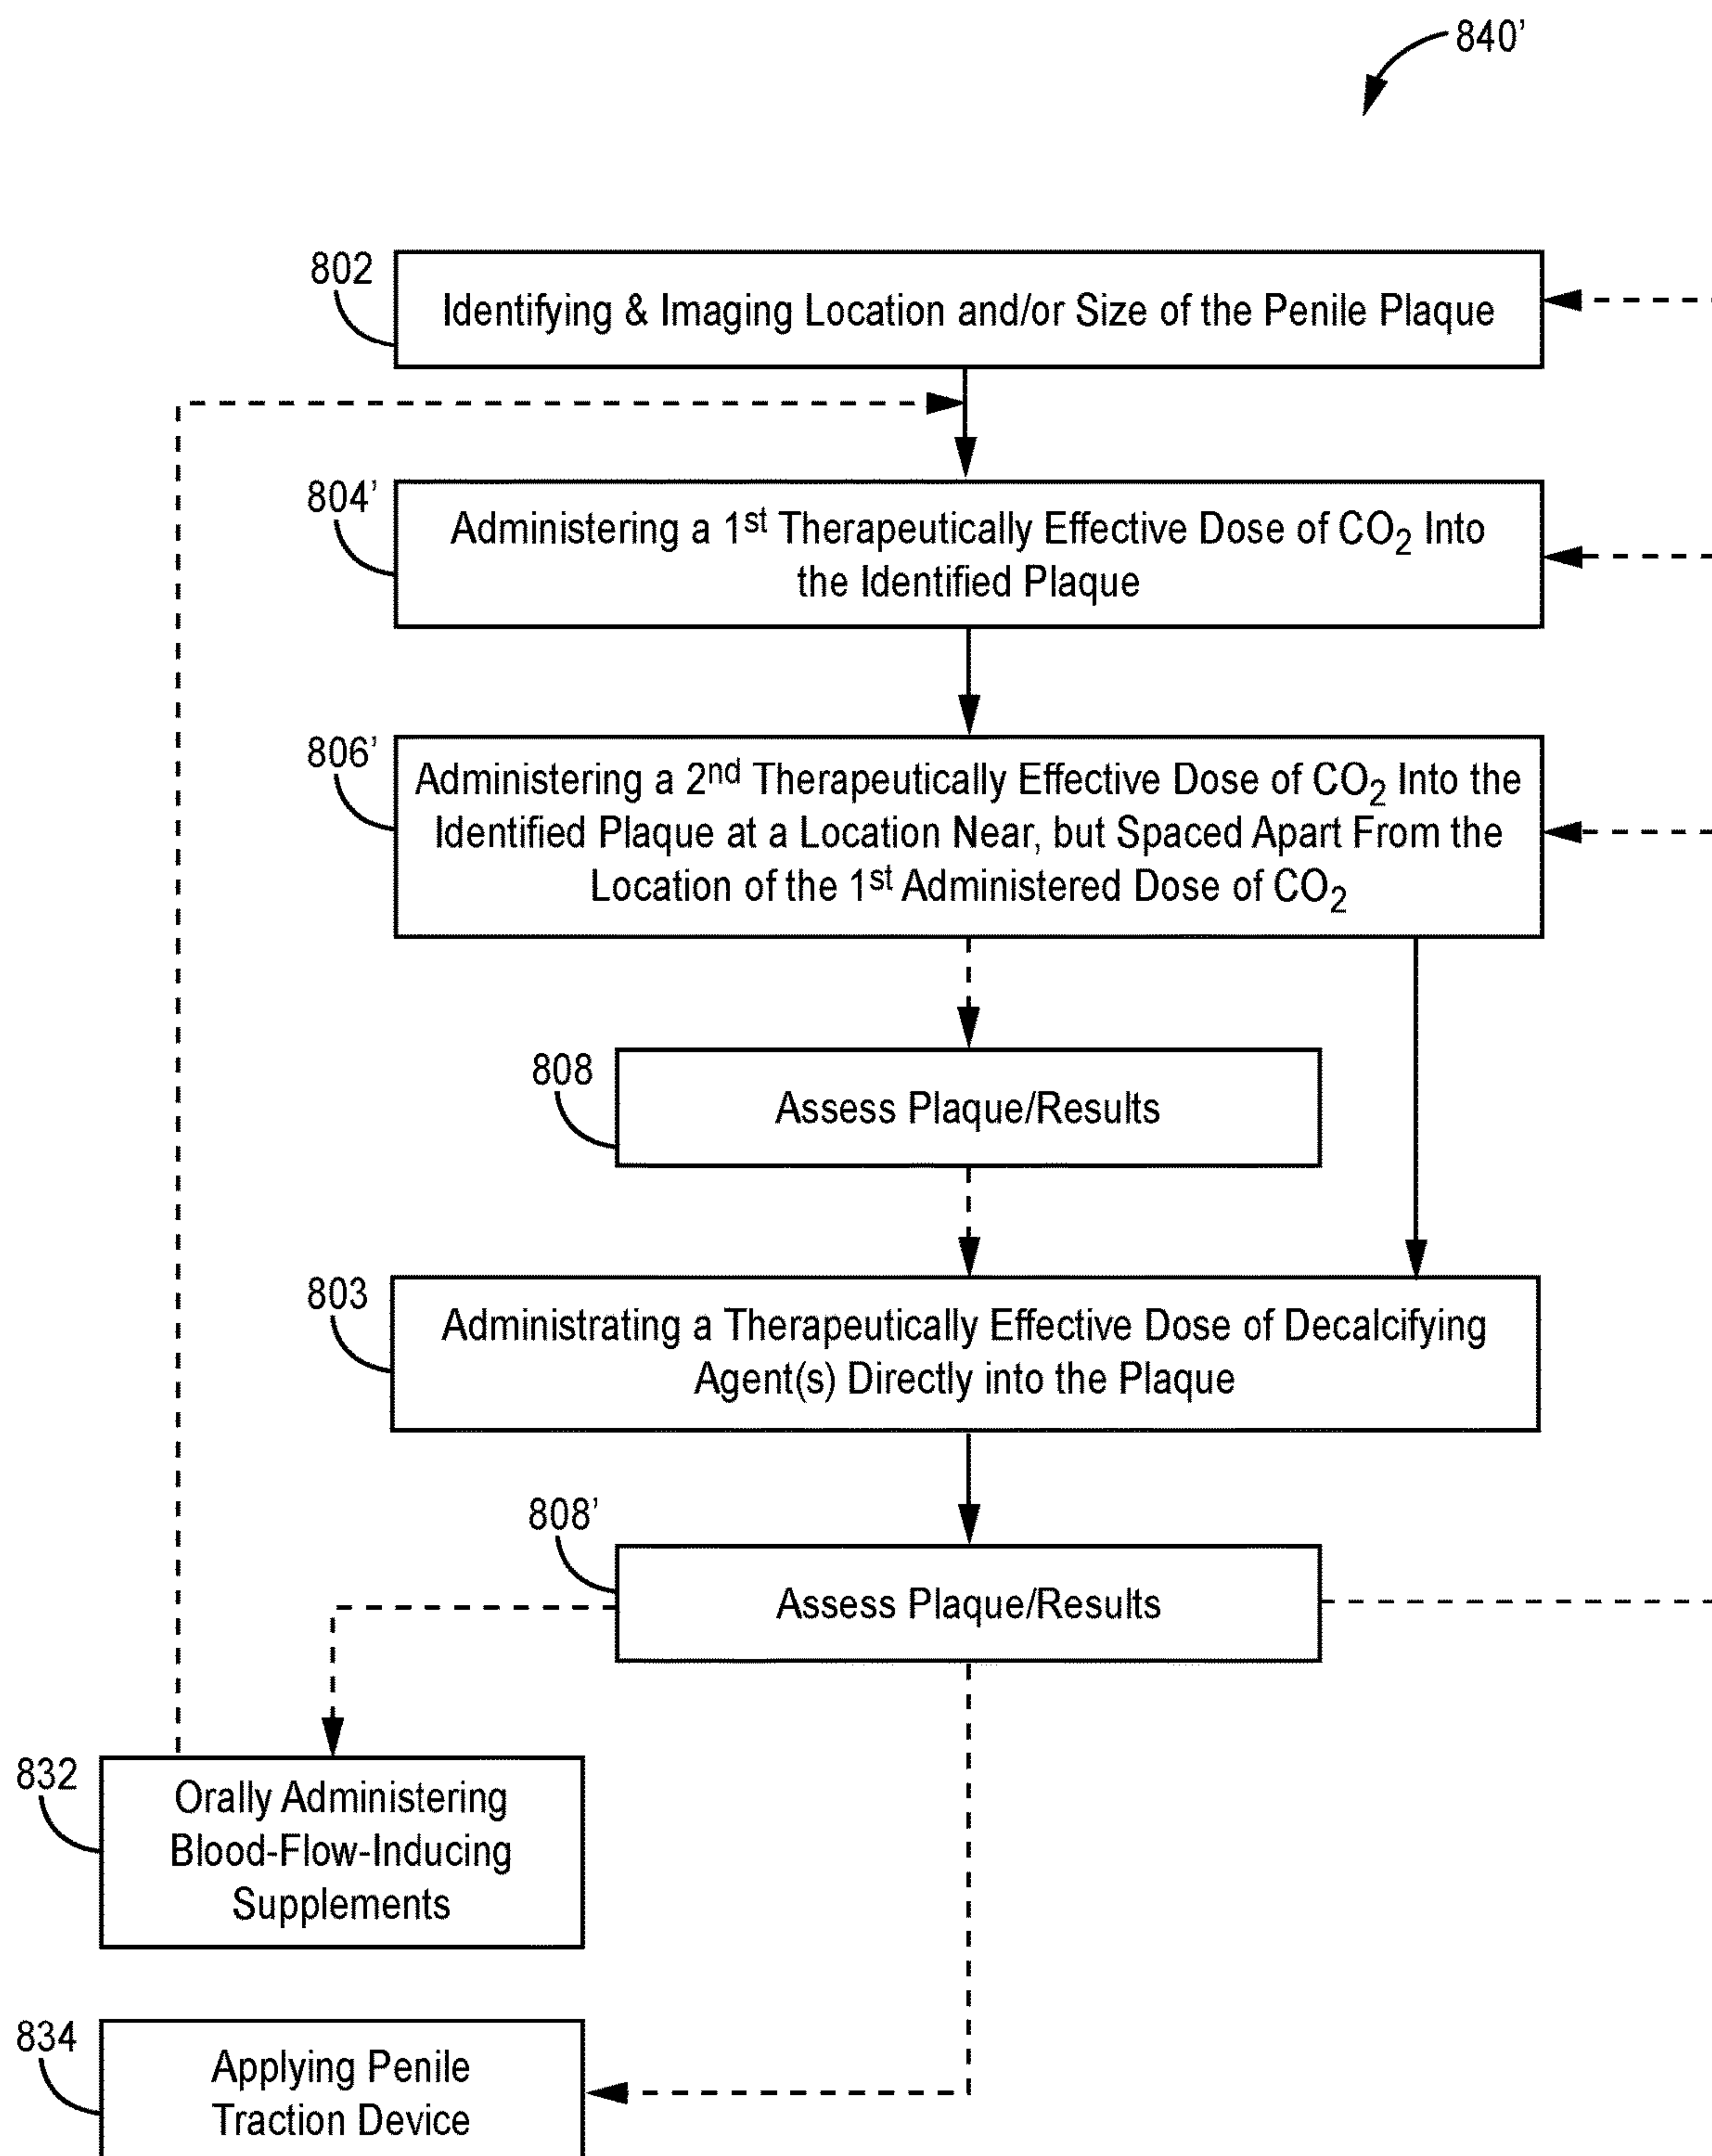 840’
802
Identifying & Imaging Location and/or Size of the Penile Plaque
804’
Administering a 1st Therapeutically Effective Dose of CO2 Into
the Identified Plaque
806’
Administering a 2nd Therapeutically Effective Dose of CO2 Into the
Identified Plaque at a Location Near, but Spaced Apart From the
Location of the 1st Administered Dose of CO2
808
Assess Plaque/Results
803
Administrating a Therapeutically Effective Dose of Decalcifying
Agent(s) Directly into the Plaque
808’
Assess Plaque/Results
832
Orally Administering
Blood-Flow-Inducing
Supplements
834
Applying Penile
Traction Device